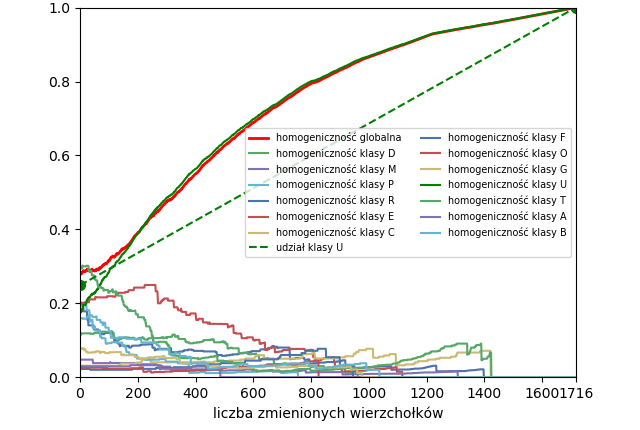 1.0
0.8
0.6
0.4
0.2
0.0
homogeniczność globalna
homogeniczność klasy D
homogeniczność klasy M
homogeniczność klasy P
homogeniczność klasy R
homogeniczność klasy E
homogeniczność klasy C
udział klasy U
homogeniczność klasy F
homogeniczność klasy O
homogeniczność klasy G
homogeniczność klasy U
homogeniczność klasy T
homogeniczność klasy A
homogeniczność klasy B
0 200 400 600 800 1000 1200 1400 1600 1716
liczba zmienionych wierzchołków